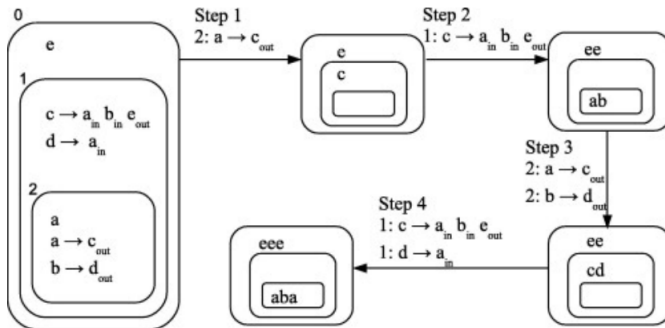 0
e
1
c → a_in b_in e_out
d → a_in
2
a
a → c_out
b → d_out
Step 1
2: a → c_out
e
c
Step 2
1: c → a_in b_in e_out
ee
ab
Step 3
2: a → c_out
2: b → d_out
ee
cd
Step 4
1: c → a_in b_in e_out
1: d → a_in
eee
aba